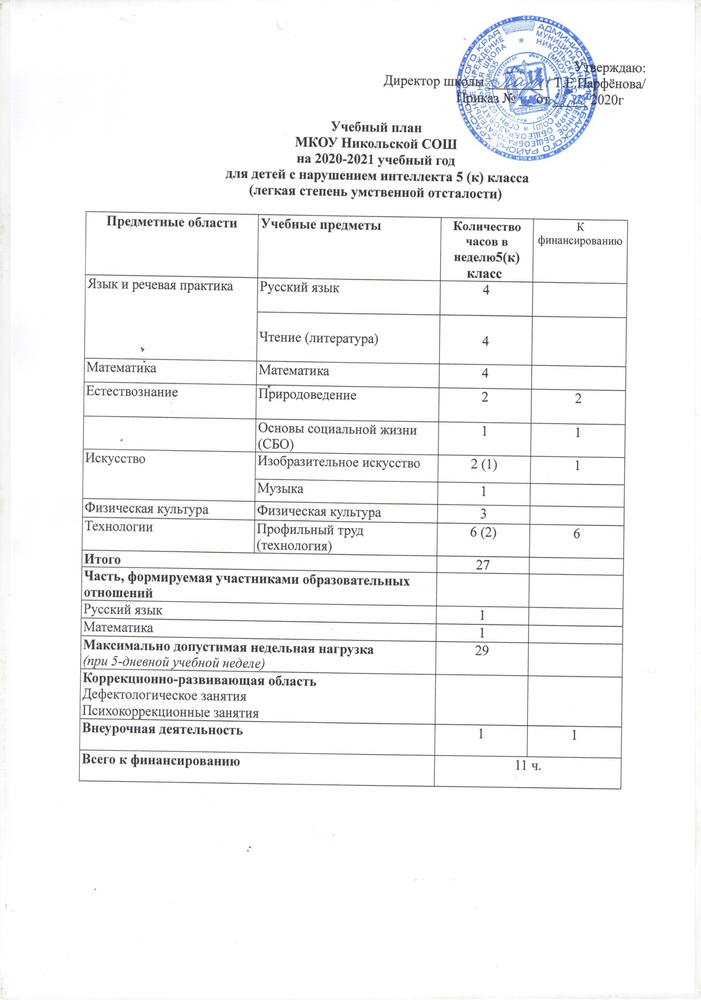 Утверждаю:
Директор школы ________ / Т.Е.Парфёнова/
Приказ № __ от _____ 2020г
Учебный план
МКОУ Никольской СОШ
на 2020-2021 учебный год
для детей с нарушением интеллекта 5 (к) класса
(легкая степень умственной отсталости)
Предметные области Учебные предметы Количество часов в неделю5(к) класс К финансированию
Язык и речевая практика Русский язык 4
Чтение (литература) 4
Математика Математика 4
Естествознание Природоведение 2 2
Основы социальной жизни (СБО) 1 1
Искусство Изобразительное искусство 2 (1) 1
Музыка 1
Физическая культура Физическая культура 3
Технологии Профильный труд (технология) 6 (2) 6
Итого 27
Часть, формируемая участниками образовательных
отношений
Русский язык 1
Математика 1
Максимально допустимая недельная нагрузка 29
(при 5-дневной учебной неделе)
Коррекционно-развивающая область
Дефектологическое занятия
Психокоррекционные занятия
Внеурочная деятельность 1 1
Всего к финансированию 11 ч.